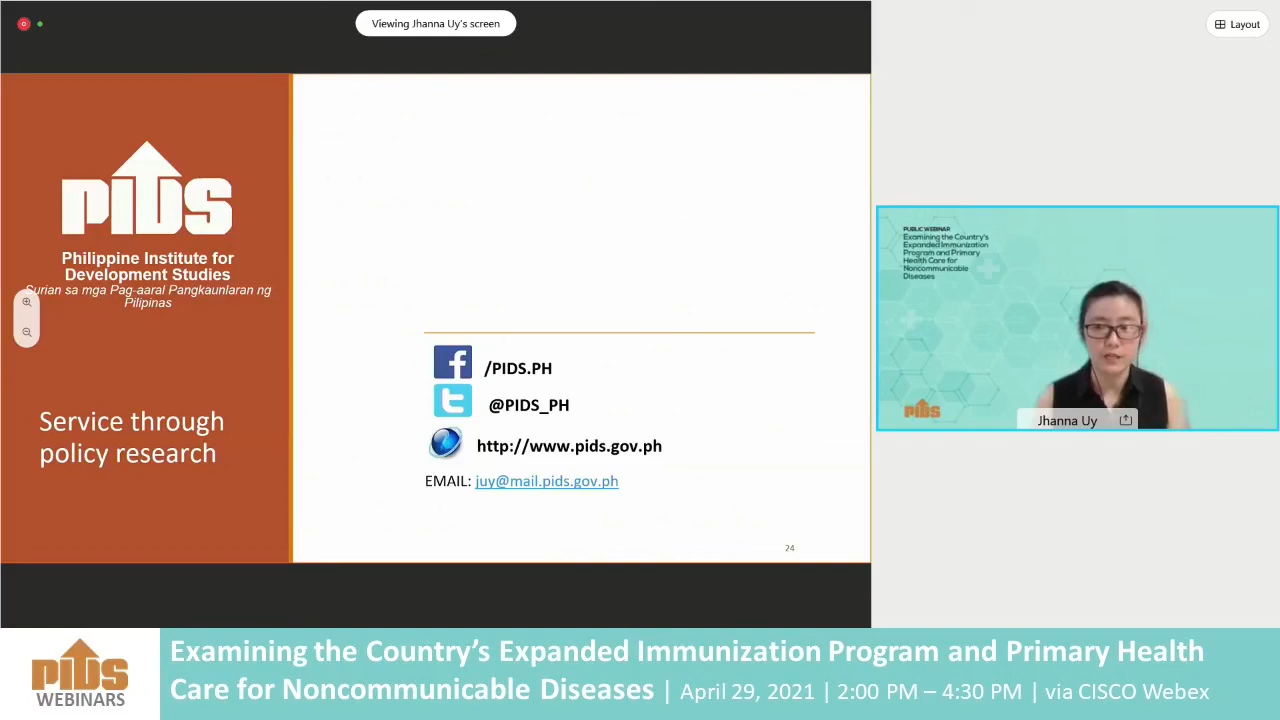 Viewing Jhanna Uy's screen
Layout
PIDS
Philippine Institute for
Development Studies
Surian sa mga Pag-aaral Pangkaunlaran ng
Pilipinas
Service through
policy research
/PIDS.PH
@PIDS_PH
http://www.pids.gov.ph
EMAIL: juy@mail.pids.gov.ph
24
PUBLIC WEBINAR
Examining the Country's
Expanded Immunization
Program and Primary
Health Care for
Noncommunicable
Diseases
PIDS
Jhanna Uy
PIDS
WEBINARS
Examining the Country’s Expanded Immunization Program and Primary Health
Care for Noncommunicable Diseases | April 29, 2021 | 2:00 PM – 4:30 PM | via CISCO Webex